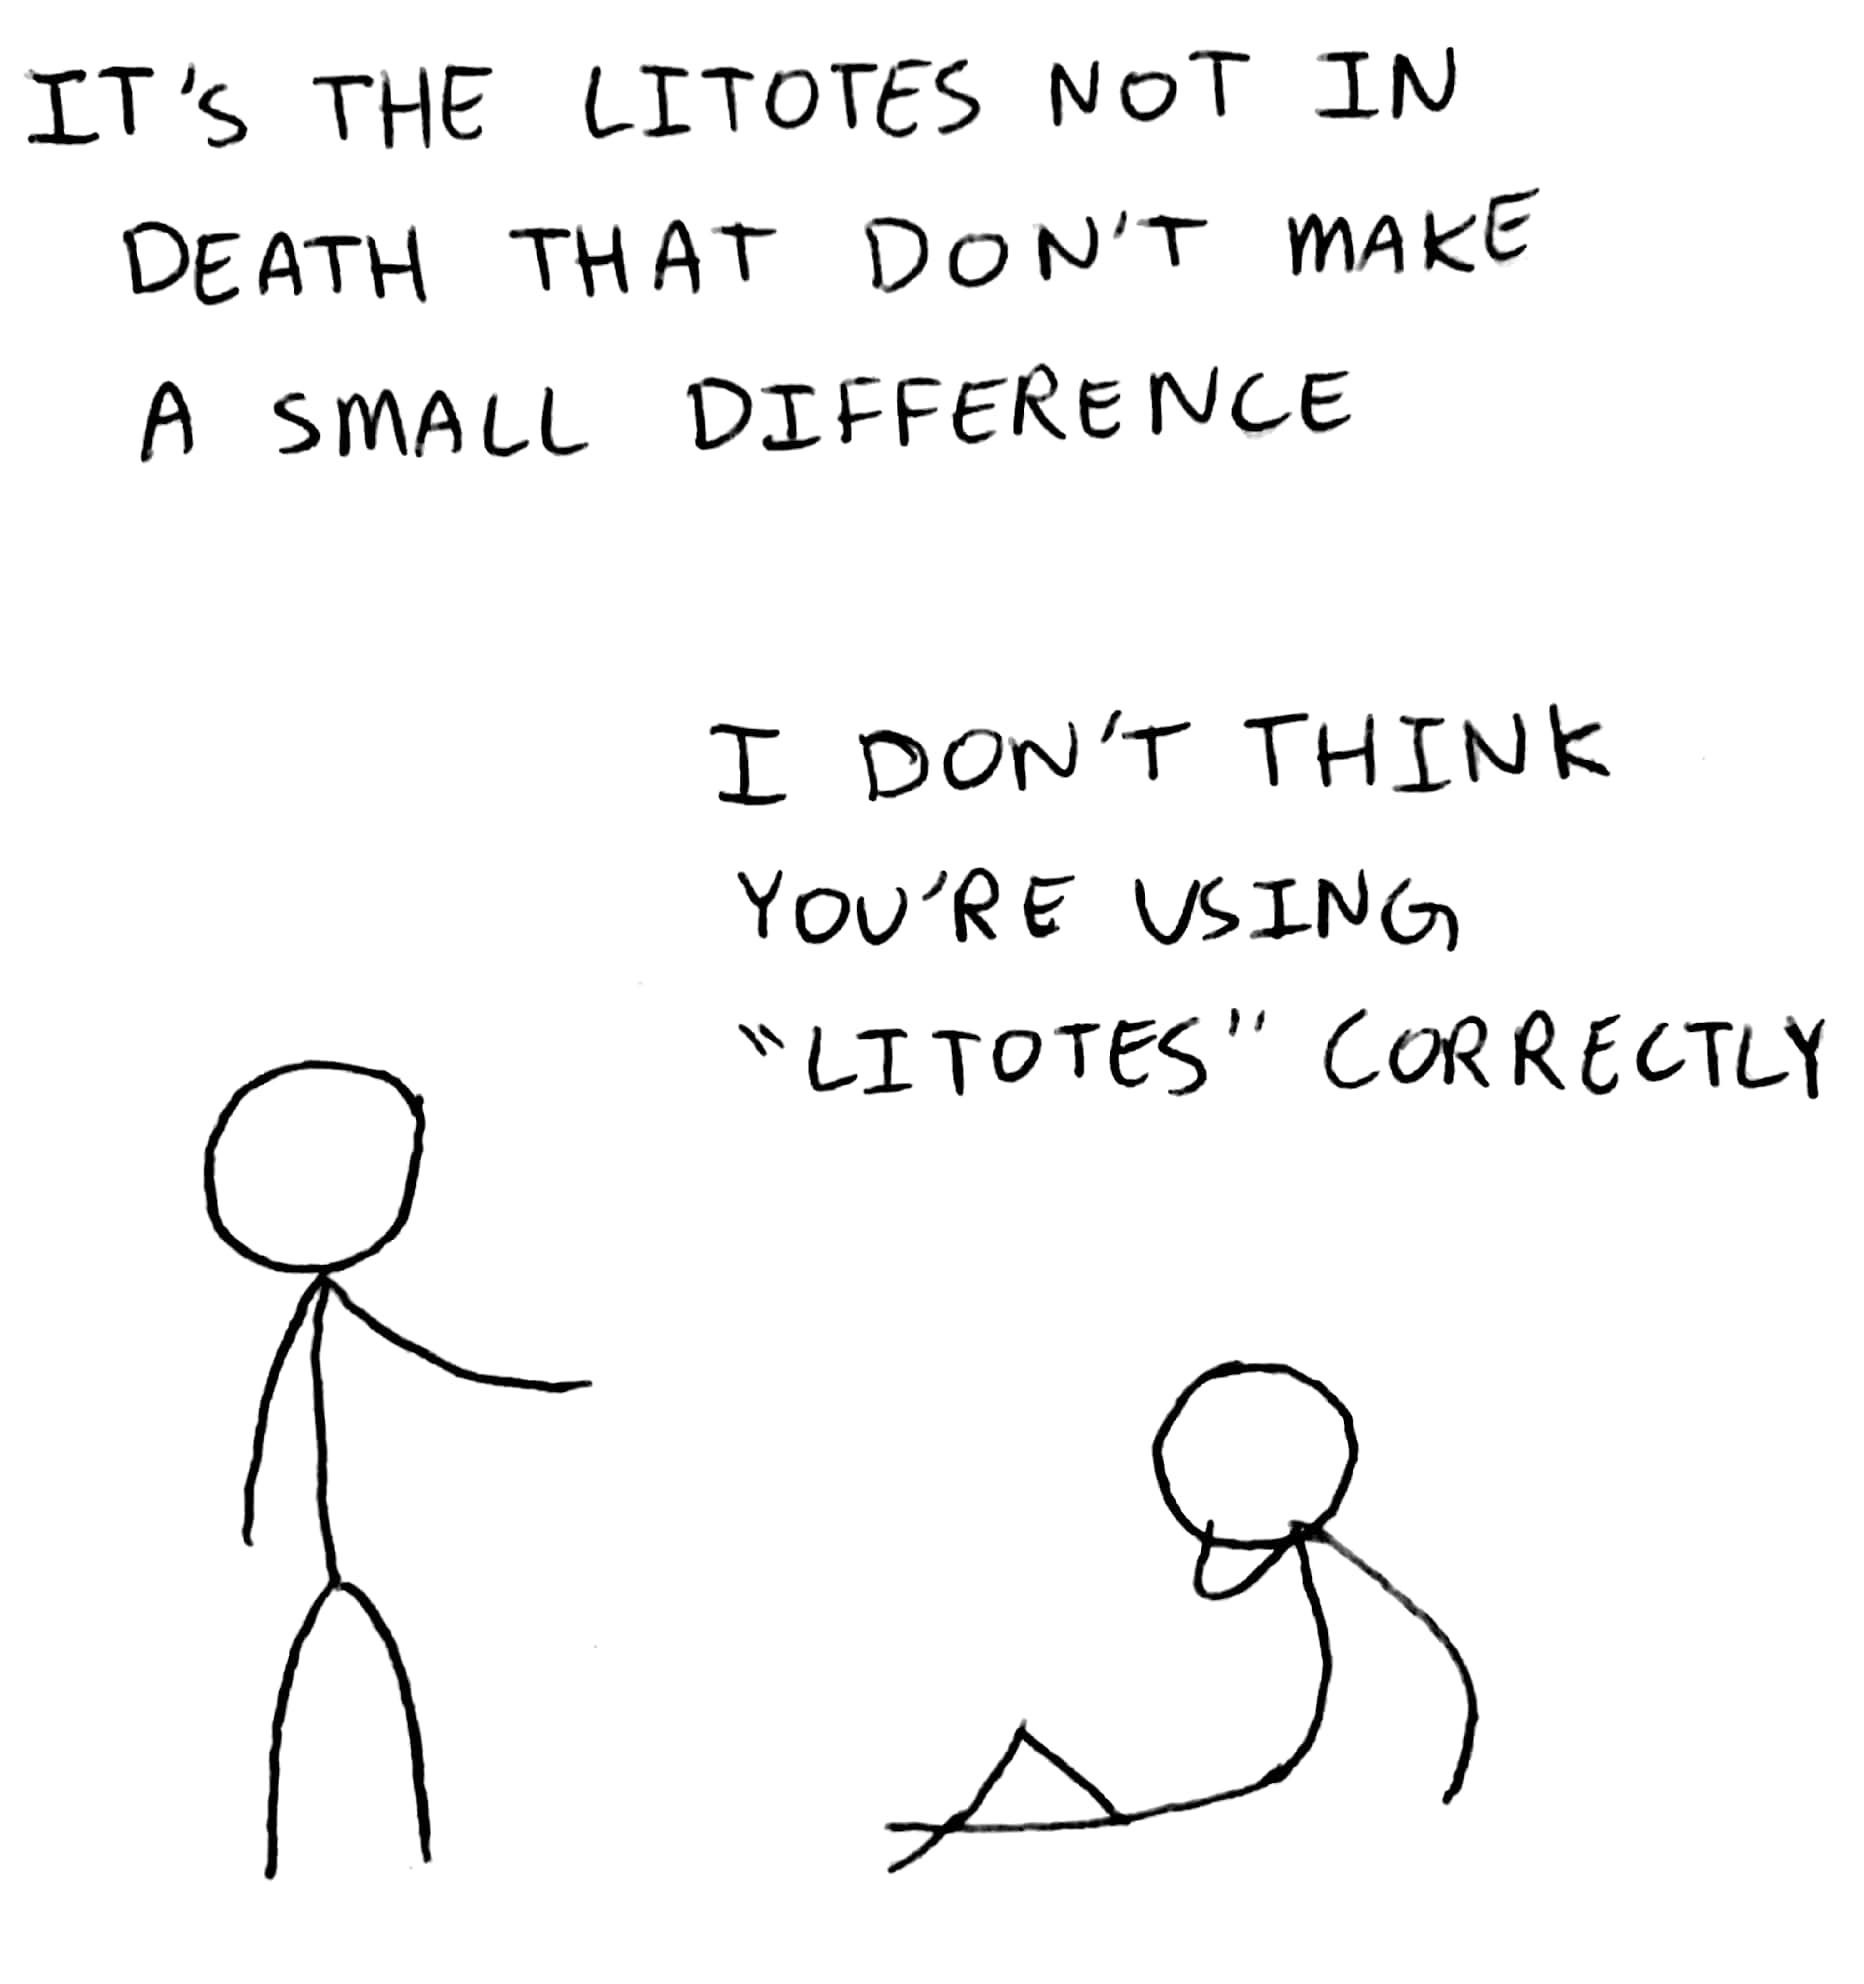 IT'S THE LITOTES NOT IN
DEATH THAT DON'T MAKE
A SMALL DIFFERENCE
I DON'T THINK
YOU'RE USING
"LITOTES" CORRECTLY